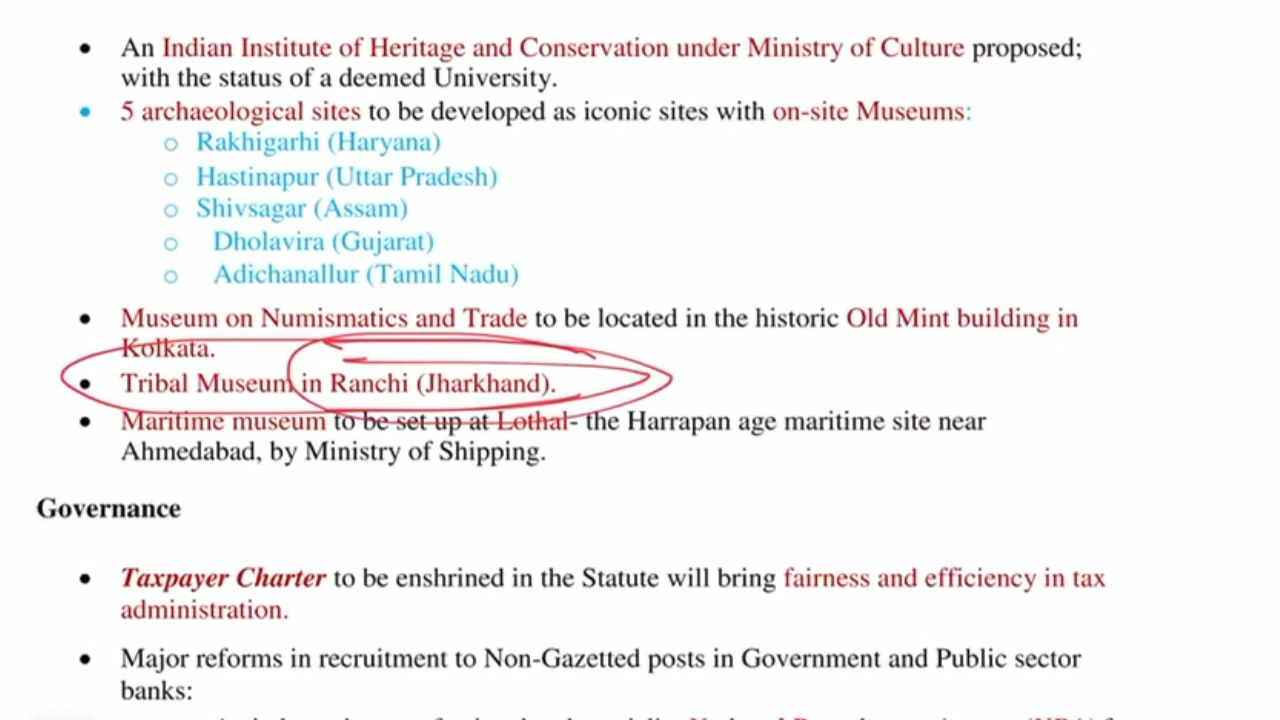 • An Indian Institute of Heritage and Conservation under Ministry of Culture proposed;
with the status of a deemed University.
• 5 archaeological sites to be developed as iconic sites with on-site Museums:
o Rakhigarhi (Haryana)
o Hastinapur (Uttar Pradesh)
o Shivsagar (Assam)
o Dholavira (Gujarat)
o Adichanallur (Tamil Nadu)
• Museum on Numismatics and Trade to be located in the historic Old Mint building in
Kolkata.
• Tribal Museum in Ranchi (Jharkhand).
• Maritime museum to be set up at Lothal- the Harrapan age maritime site near
Ahmedabad, by Ministry of Shipping.
Governance
• Taxpayer Charter to be enshrined in the Statute will bring fairness and efficiency in tax
administration.
• Major reforms in recruitment to Non-Gazetted posts in Government and Public sector
banks: